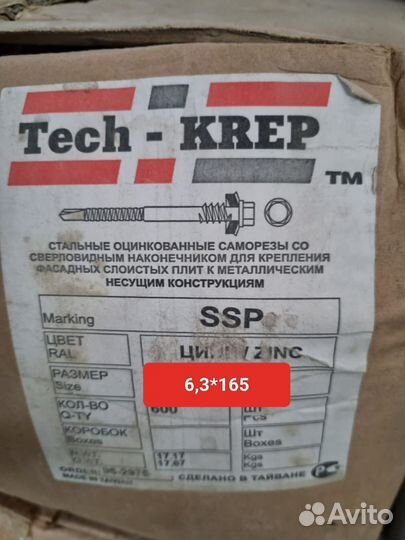 Tech - KREP
TM
СТАЛЬНЫЕ ОЦИНКОВАННЫЕ САМОРЕЗЫ СО
СВЕРЛОВИДНЫМ НАКОНЕЧНИКОМ ДЛЯ КРЕПЛЕНИЯ
ФАСАДНЫХ СЛОИСТЫХ ПЛИТ К МЕТАЛЛИЧЕСКИМ
НЕСУЩИМ КОНСТРУКЦИЯМ
Marking SSP
ЦВЕТ
RAL ZINC
РАЗМЕР
Size 6,3*165
КОЛ-ВО
Q-TY 600 ШТ
Pcs
КОРОБОК
Boxes ШТ
Boxes
17.17 Kgs
17.67 Kgs
ORDER:
MADE IN TAIWAN СДЕЛАНО В ТАЙВАНЕ
Avito